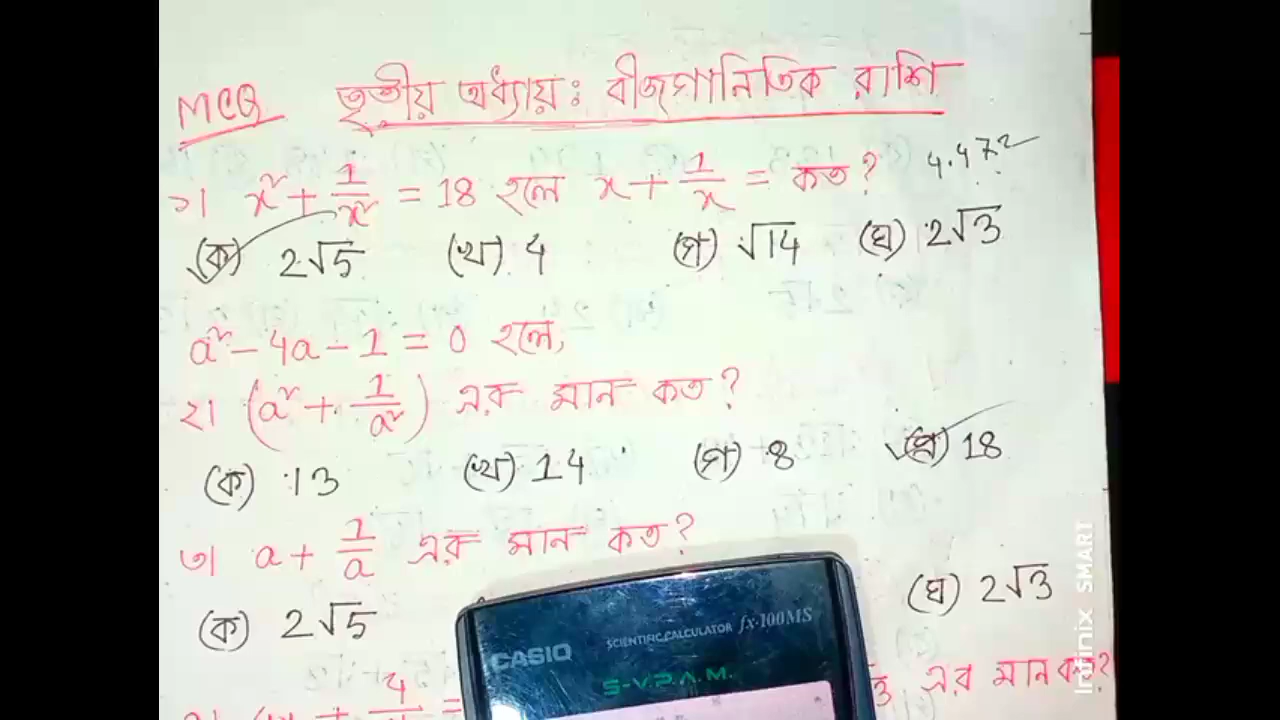 MCQ তৃতীয় অধ্যায়ঃ বীজগানিতিক রাশি
4.472
১। x² + 1/x² = 18 হলে x + 1/x = কত?
(ক) 2√5 (খ) 4 (গ) √14 (ঘ) 2√3
a² - 4a - 1 = 0 হলে,
২। (a² + 1/a²) এর মান কত?
(ক) 13 (খ) 14 (গ) 8 (ঘ) 18
৩। a + 1/a এর মান কত?
(ক) 2√5 (ঘ) 2√3
CASIO SCIENTIFIC CALCULATOR fx-100MS
S-V.P.A.M.
এর মান কত?
Infinix SMART